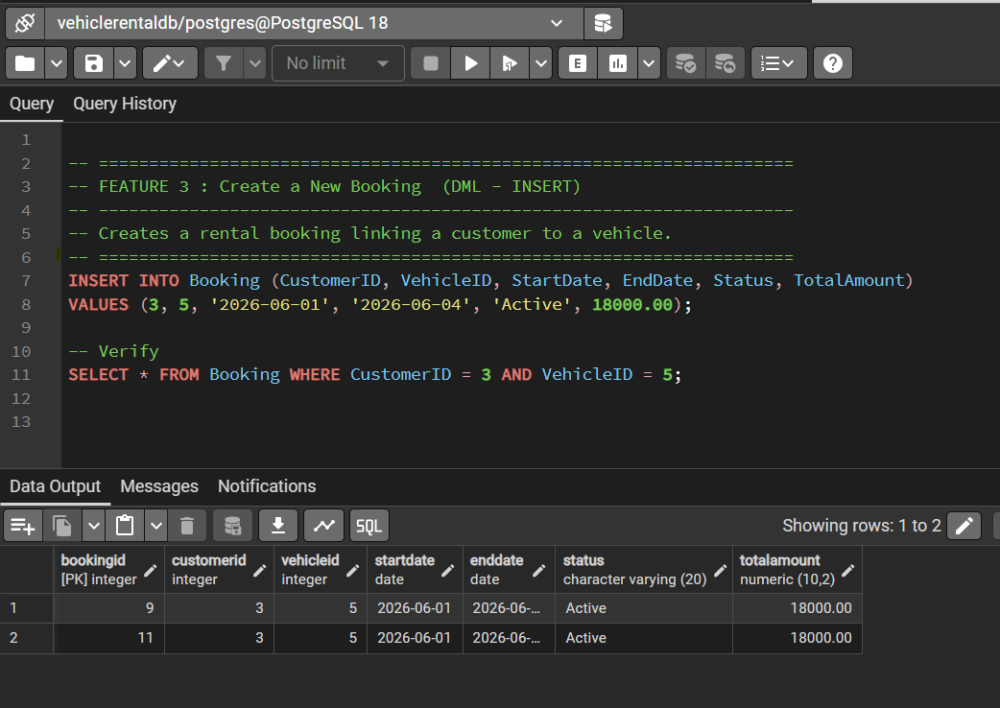 vehiclerentaldb/postgres@PostgreSQL 18
No limit
E
Query Query History
1
2 -- =====================================================================
3 -- FEATURE 3 : Create a New Booking  (DML - INSERT)
4 -- ---------------------------------------------------------------------
5 -- Creates a rental booking linking a customer to a vehicle.
6 -- =====================================================================
7 INSERT INTO Booking (CustomerID, VehicleID, StartDate, EndDate, Status, TotalAmount)
8 VALUES (3, 5, '2026-06-01', '2026-06-04', 'Active', 18000.00);
9
10 -- Verify
11 SELECT * FROM Booking WHERE CustomerID = 3 AND VehicleID = 5;
12
13
Data Output Messages Notifications
SQL Showing rows: 1 to 2
bookingid customerid vehicleid startdate enddate status totalamount
[PK] integer integer integer date date character varying (20) numeric (10,2)
1 9 3 5 2026-06-01 2026-06-... Active 18000.00
2 11 3 5 2026-06-01 2026-06-... Active 18000.00